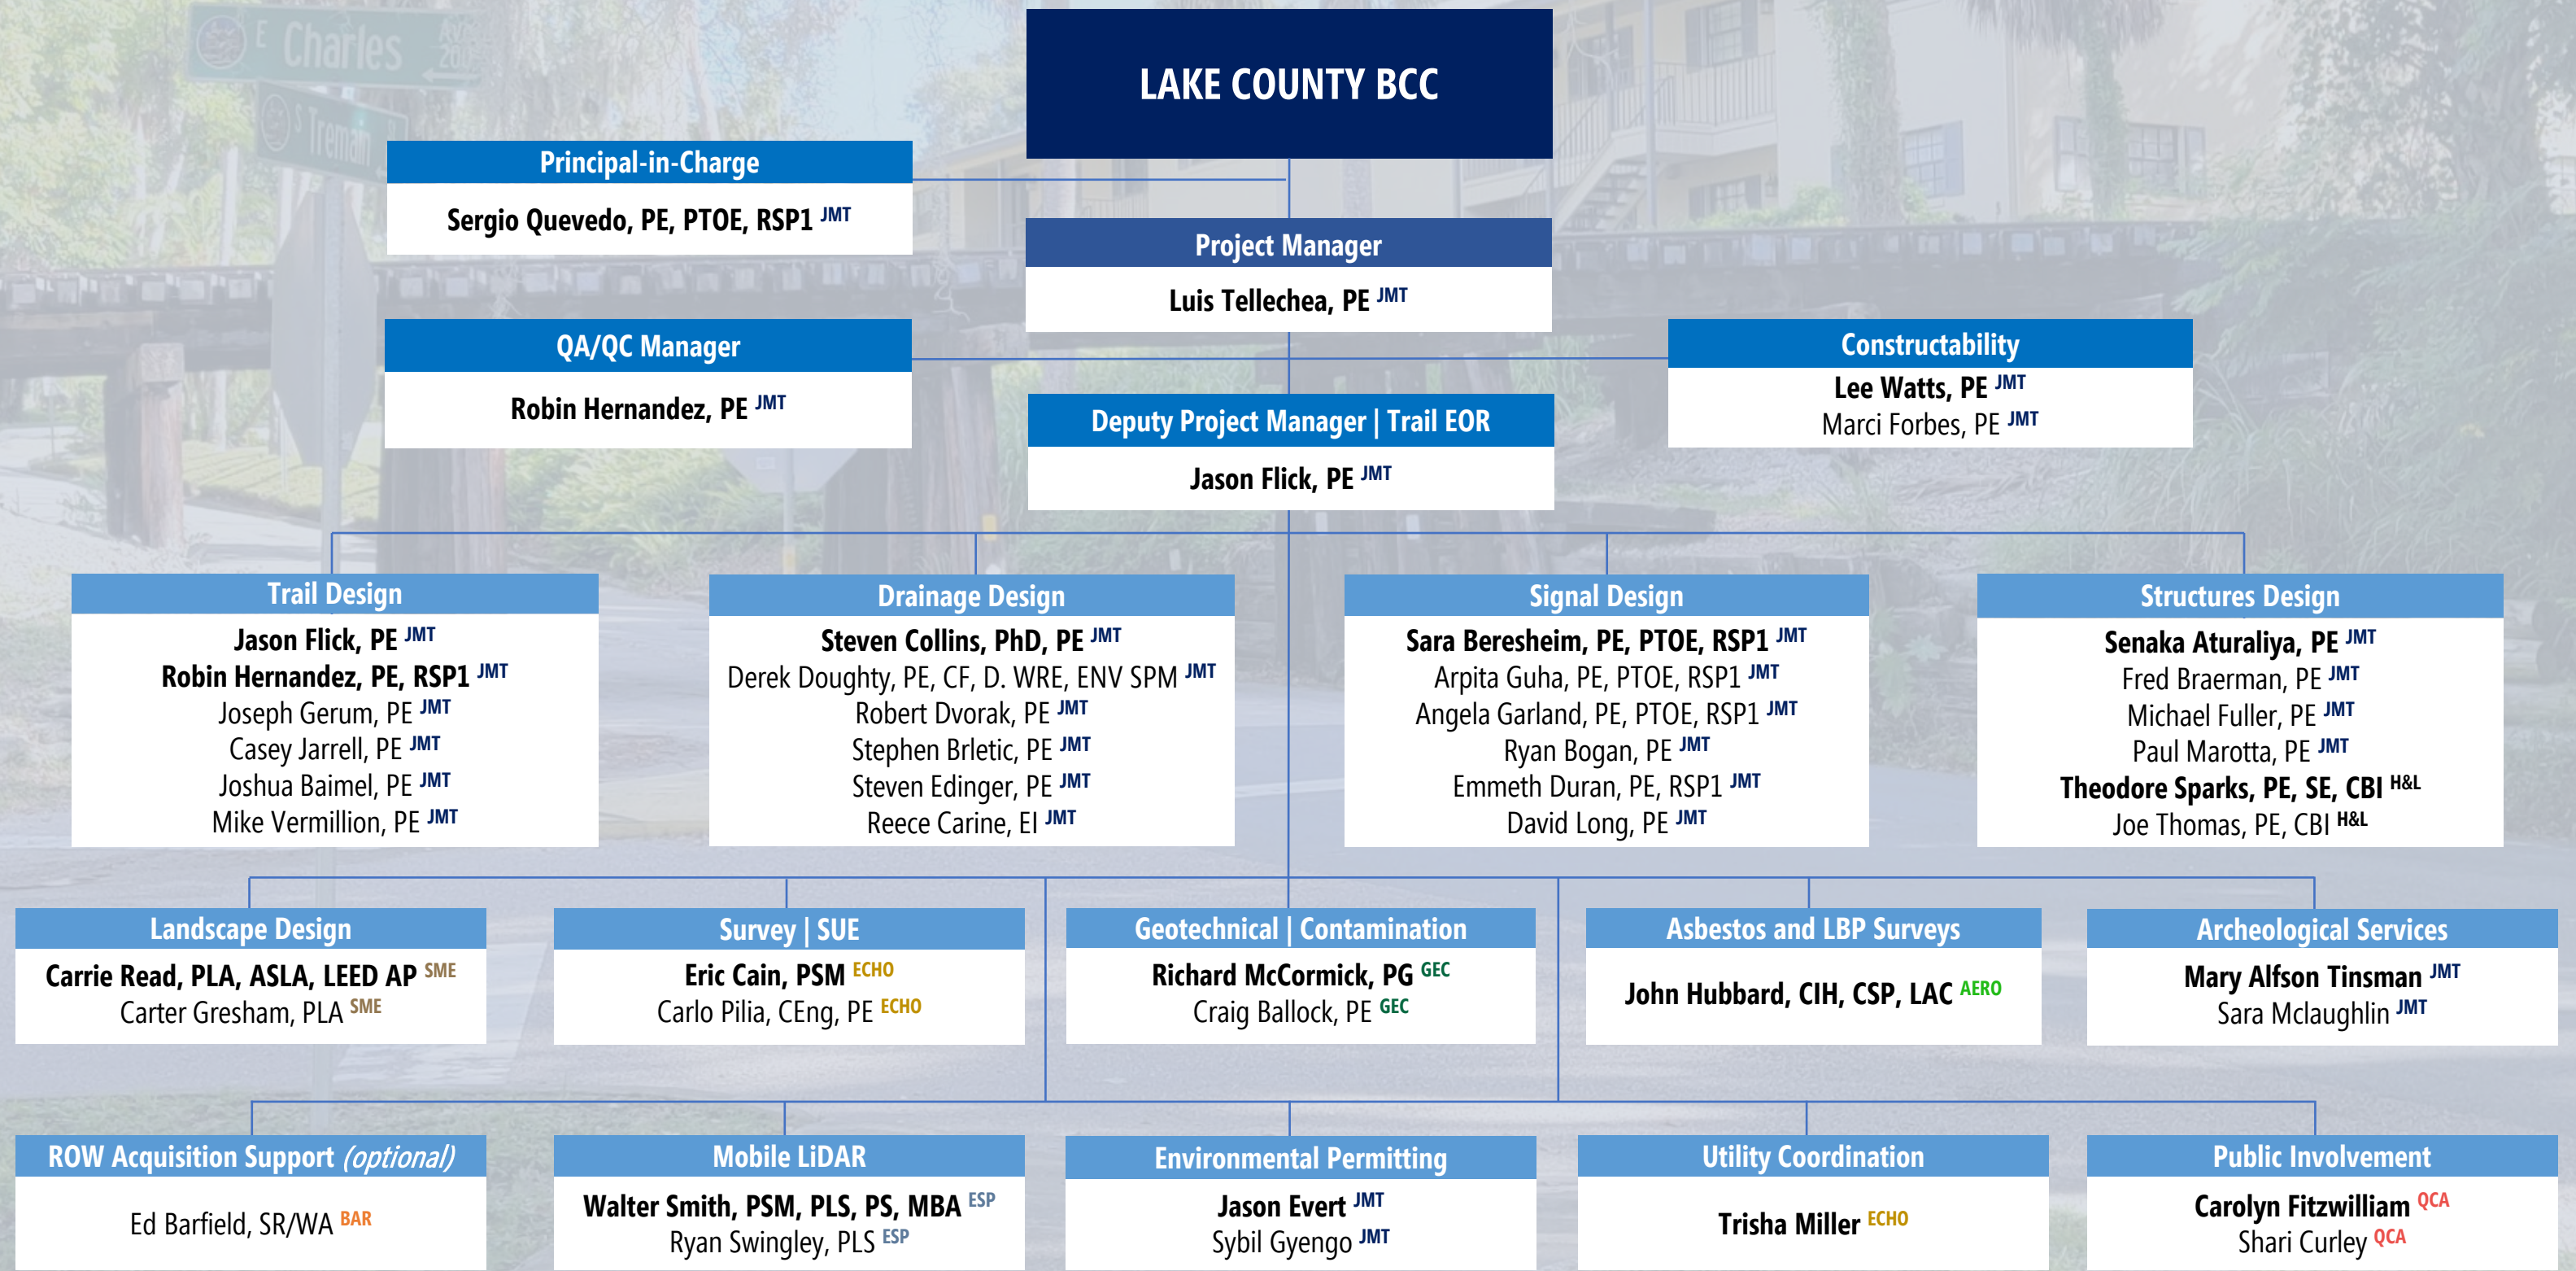 E Charles
S Tremain
LAKE COUNTY BCC
Principal-in-Charge
Sergio Quevedo, PE, PTOE, RSP1 JMT
Project Manager
Luis Tellechea, PE JMT
QA/QC Manager
Robin Hernandez, PE JMT
Constructability
Lee Watts, PE JMT
Marci Forbes, PE JMT
Deputy Project Manager | Trail EOR
Jason Flick, PE JMT
Trail Design
Jason Flick, PE JMT
Robin Hernandez, PE, RSP1 JMT
Joseph Gerum, PE JMT
Casey Jarrell, PE JMT
Joshua Baimel, PE JMT
Mike Vermillion, PE JMT
Drainage Design
Steven Collins, PhD, PE JMT
Derek Doughty, PE, CF, D. WRE, ENV SPM JMT
Robert Dvorak, PE JMT
Stephen Brletic, PE JMT
Steven Edinger, PE JMT
Reece Carine, EI JMT
Signal Design
Sara Beresheim, PE, PTOE, RSP1 JMT
Arpita Guha, PE, PTOE, RSP1 JMT
Angela Garland, PE, PTOE, RSP1 JMT
Ryan Bogan, PE JMT
Emmeth Duran, PE, RSP1 JMT
David Long, PE JMT
Structures Design
Senaka Aturaliya, PE JMT
Fred Braerman, PE JMT
Michael Fuller, PE JMT
Paul Marotta, PE JMT
Theodore Sparks, PE, SE, CBI H&L
Joe Thomas, PE, CBI H&L
Landscape Design
Carrie Read, PLA, ASLA, LEED AP SME
Carter Gresham, PLA SME
Survey | SUE
Eric Cain, PSM ECHO
Carlo Pilia, CEng, PE ECHO
Geotechnical | Contamination
Richard McCormick, PG GEC
Craig Ballock, PE GEC
Asbestos and LBP Surveys
John Hubbard, CIH, CSP, LAC AERO
Archeological Services
Mary Alfson Tinsman JMT
Sara Mclaughlin JMT
ROW Acquisition Support (optional)
Ed Barfield, SR/WA BAR
Mobile LiDAR
Walter Smith, PSM, PLS, PS, MBA ESP
Ryan Swingley, PLS ESP
Environmental Permitting
Jason Evert JMT
Sybil Gyengo JMT
Utility Coordination
Trisha Miller ECHO
Public Involvement
Carolyn Fitzwilliam QCA
Shari Curley QCA